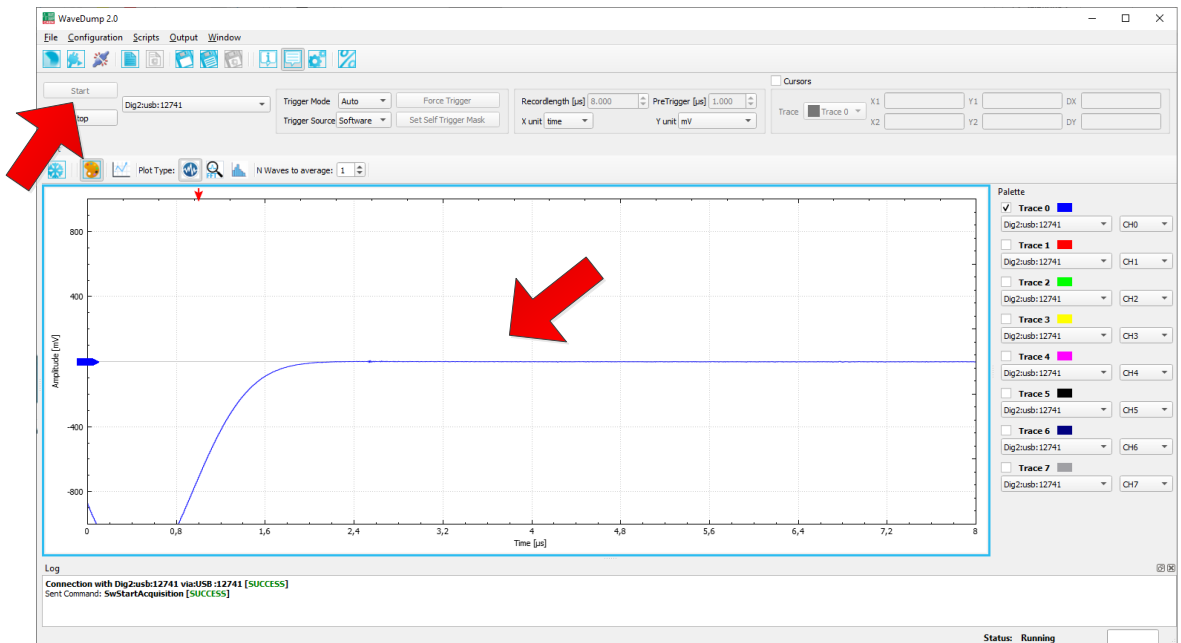 WaveDump 2.0
File Configuration Scripts Output Window
Start
Dig2:usb:12741
Trigger Mode Auto Force Trigger
Trigger Source Software Set Self Trigger Mask
Recordlength [µs] 8.000 PreTrigger [µs] 1.000
X unit time Y unit mV
Cursors
Trace Trace 0 X1 Y1 DX
X2 Y2 DY
Plot Type: FFT N Waves to average: 1
800
400
-400
-800
Amplitude [mV]
0 0,8 1,6 2,4 3,2 4 4,8 5,6 6,4 7,2 8
Time [µs]
Palette
Trace 0
Dig2:usb:12741 CH0
Trace 1
Dig2:usb:12741 CH1
Trace 2
Dig2:usb:12741 CH2
Trace 3
Dig2:usb:12741 CH3
Trace 4
Dig2:usb:12741 CH4
Trace 5
Dig2:usb:12741 CH5
Trace 6
Dig2:usb:12741 CH6
Trace 7
Dig2:usb:12741 CH7
Log
Connection with Dig2:usb:12741 via:USB :12741 [SUCCESS]
Sent Command: SwStartAcquisition [SUCCESS]
Status: Running